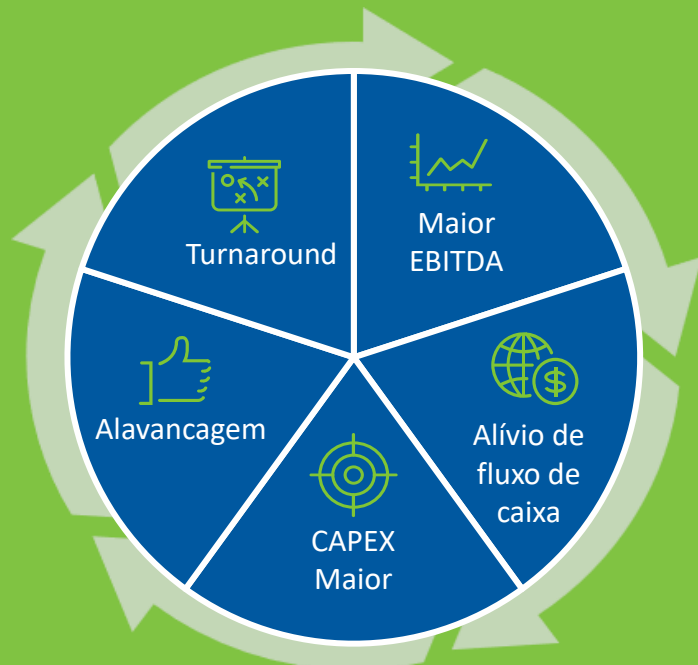 Turnaround
Maior
EBITDA
Alívio de
fluxo de
caixa
CAPEX
Maior
Alavancagem